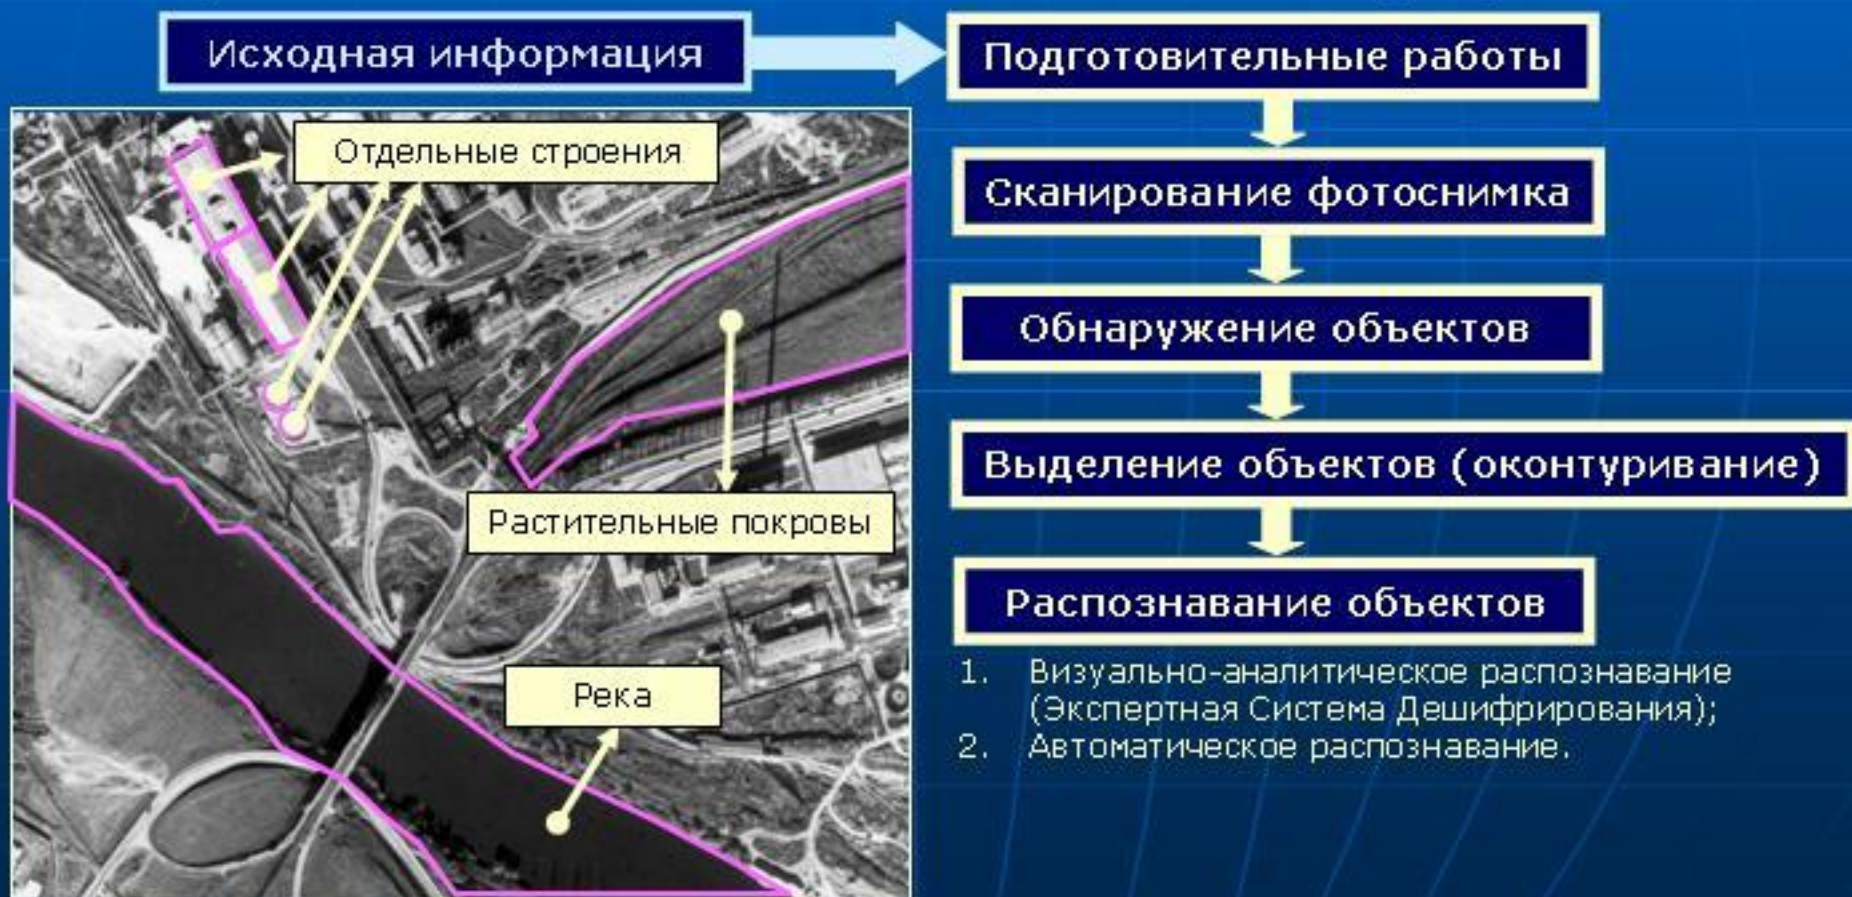 Исходная информация
Подготовительные работы
Отдельные строения
Сканирование фотоснимка
Обнаружение объектов
Выделение объектов (оконтуривание)
Растительные покровы
Распознавание объектов
Река
1. Визуально-аналитическое распознавание
(Экспертная Система Дешифрирования);
2. Автоматическое распознавание.